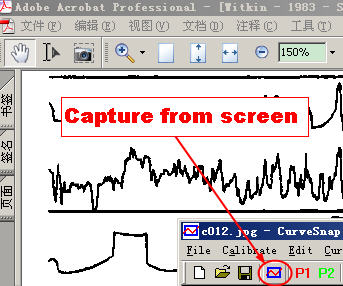 Adobe Acrobat Professional - [Witkin - 1983 - S
文件(F) 编辑(E) 视图(V) 文档(D) 注释(C) 工具(T)
150%
书签
签名
页面
Capture from screen
c012.jpg - CurveSnap
File Calibrate Edit Cur
P1 P2